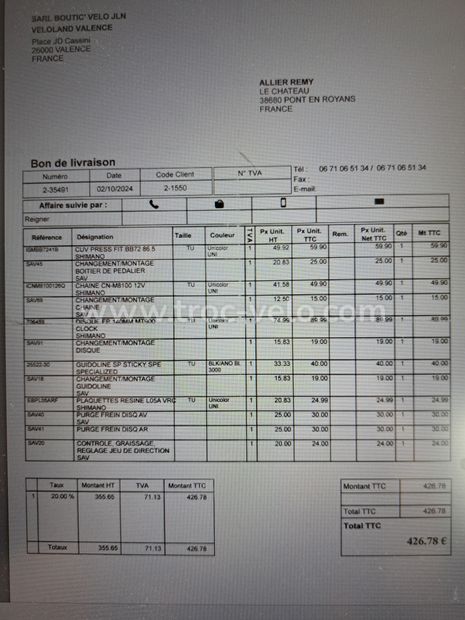 SARL BOUTIC' VELO JLN
VELOLAND VALENCE
Place JD Cassini
26000 VALENCE
FRANCE
ALLIER REMY
LE CHATEAU
38680 PONT EN ROYANS
FRANCE
Bon de livraison
Numéro Date Code Client N° TVA
2-35491 02/10/2024 2-1550
Tél : 06 71 06 51 34 / 06 71 06 51 34
Fax :
E-mail:
Affaire suivie par :
Reigner
Référence Désignation Taille Couleur TVA Px Unit. HT Px Unit. TTC Rem. Px Unit. Net TTC Qté Mt TTC
CUV PRESS FIT BB72 86.5 TU Unicolor 1 49.92 59.90 59.90 1 59.90
SHIMANO UNI
SAV45 CHANGEMENT/MONTAGE 1 20.83 25.00 25.00 1 25.00
BOITIER DE PEDALIER
SAV
ICNM8100126Q CHAINE CN-M8100 12V TU Unicolor 1 41.58 49.90 49.90 1 49.90
SHIMANO UNI
CHANGEMENT/MONTAGE 1 12.50 15.00 15.00 1 15.00
CHAINE
SAV
TU Unicolor 1 74.99 89.99 1
CLOCK UNI
SHIMANO
SAV91 CHANGEMENT/MONTAGE 1 15.83 19.00 19.00 1 19.00
DISQUE
25522-30 GUIDOLINE SP STICKY SPE TU BLK/ANO BL 1 33.33 40.00 40.00 1 40.00
SPECIALIZED 3000
SAV18 CHANGEMENT/MONTAGE 1 15.83 19.00 19.00 1 19.00
GUIDOLINE
SAV
EBPL05ARF PLAQUETTES RESINE L05A VRC TU Unicolor 1 20.83 24.99 24.99 1 24.99
SHIMANO UNI
SAV40 PURGE FREIN DISQ AV 1 25.00 30.00 30.00 1 30.00
SAV
SAV41 PURGE FREIN DISQ AR 1 25.00 30.00 30.00 1 30.00
SAV
SAV20 CONTROLE, GRAISSAGE, 1 20.00 24.00 24.00 1 24.00
REGLAGE JEU DE DIRECTION
SAV
www.troc-velo.com
Taux Montant HT TVA Montant TTC
1 20.00 % 355.65 71.13 426.78
Totaux 355.65 71.13 426.78
Montant TTC 426.78
Total TTC 426.78
Total TTC
426.78 €